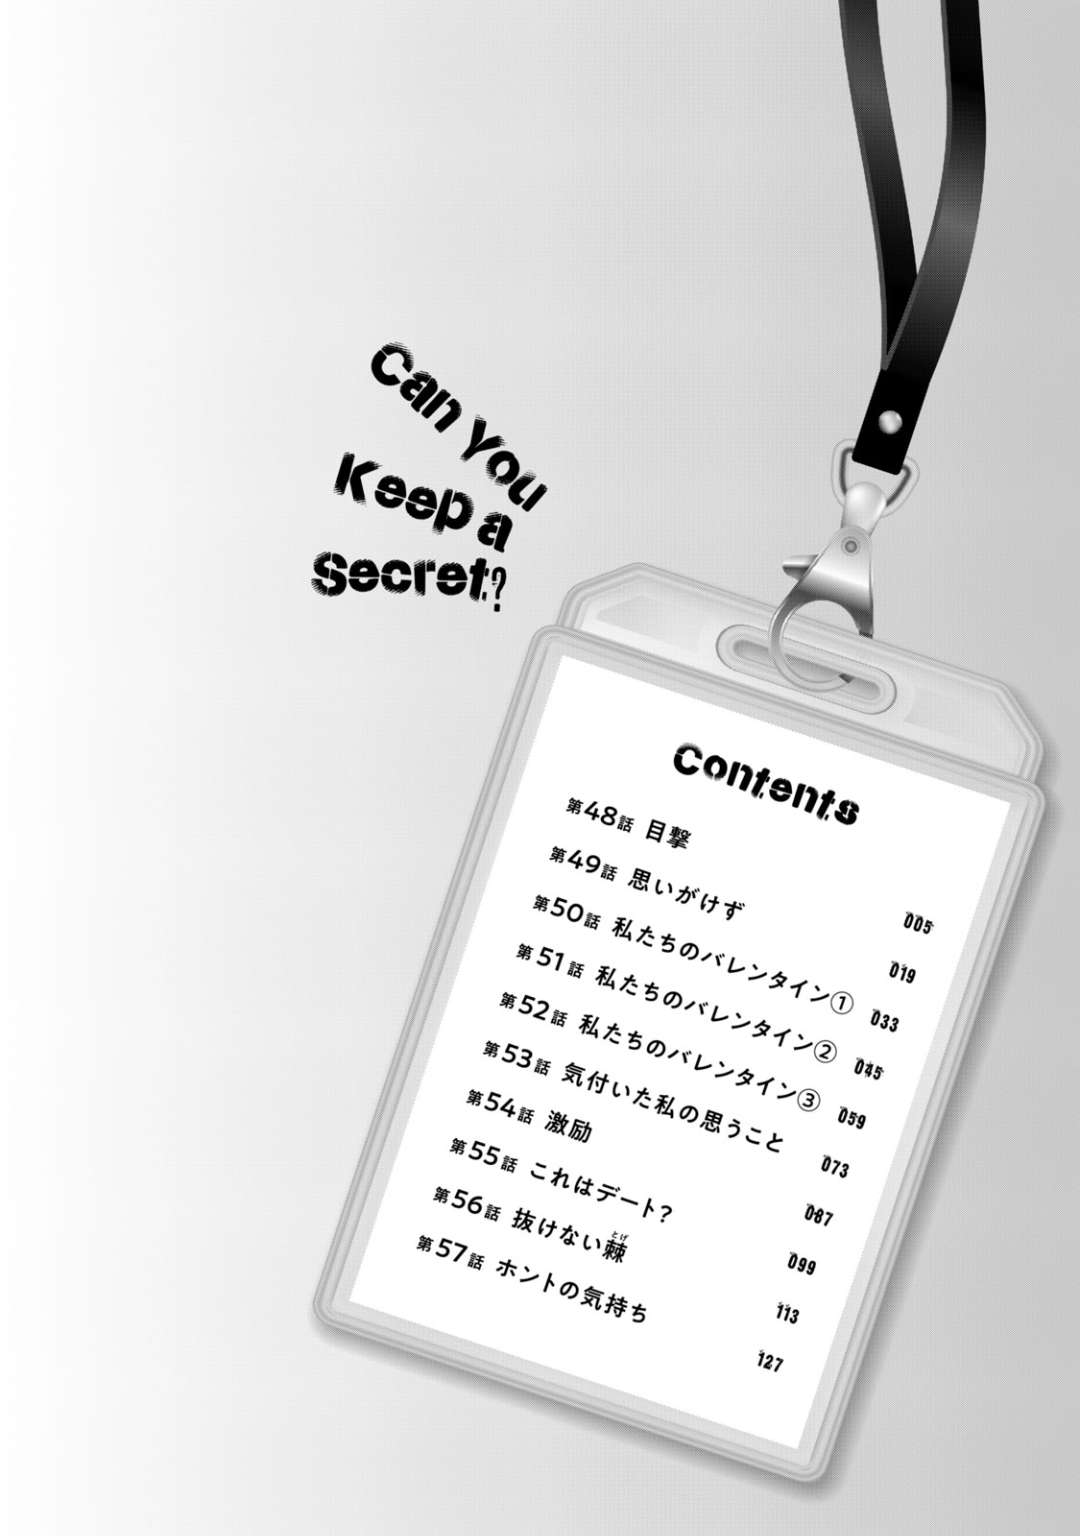 Can You
Keep a
Secret?
Contents
第48話 目撃 005
第49話 思いがけず 019
第50話 私たちのバレンタイン① 033
第51話 私たちのバレンタイン② 045
第52話 私たちのバレンタイン③ 059
第53話 気付いた私の思うこと 073
第54話 激励 087
第55話 これはデート? 099
とげ
第56話 抜けない棘 113
第57話 ホントの気持ち 127